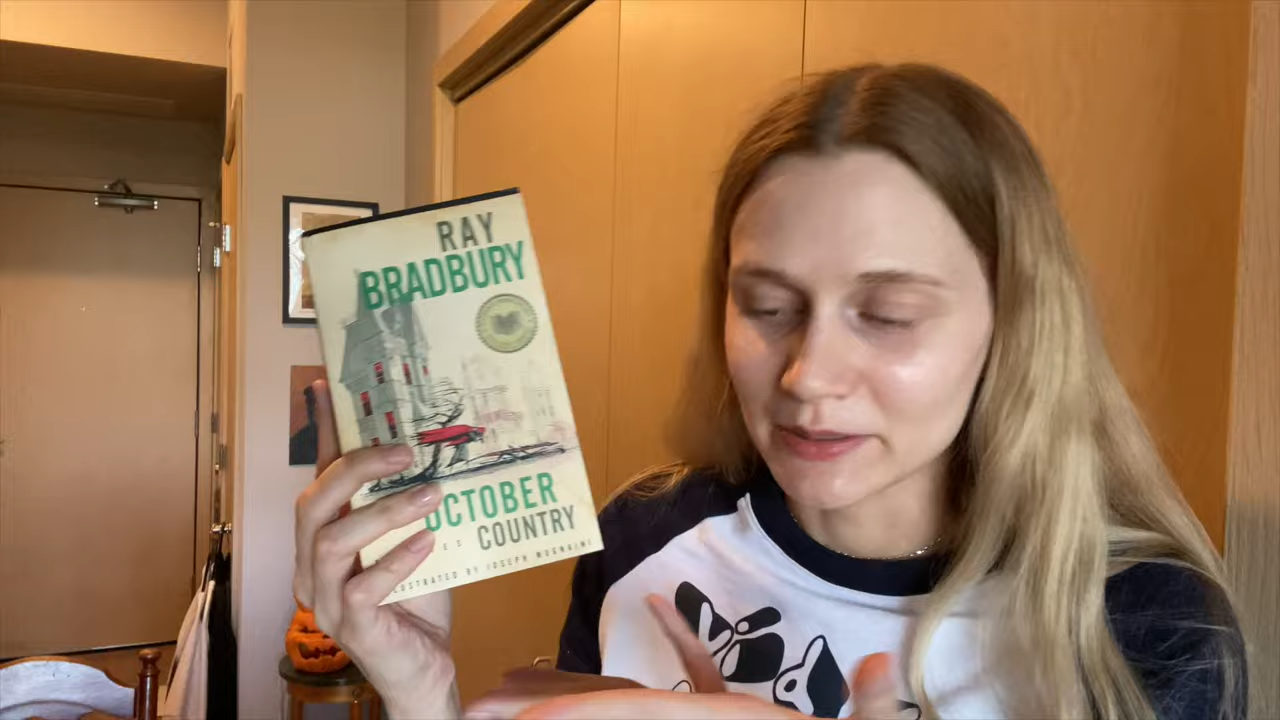 RAY
BRADBURY
OCTOBER
COUNTRY
ILLUSTRATED BY JOSEPH MUGNAINI